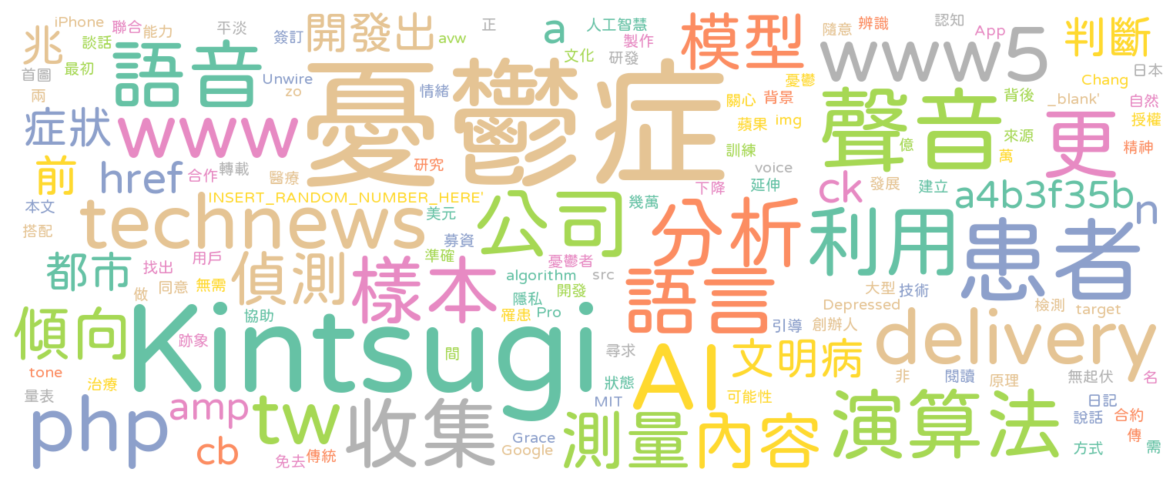 iPhone
聯合
平淡
談話
能力
簽訂
開發出
avw
正
a
人工智慧
製作
文化
研發
模型
隨意
辨識
認知
App
判斷
兆
首圖
最初
語音
Unwire
zo
情緒
憂鬱症
憂鬱
關心
背景
蘋果
img
訓練
www5
Chang
日本
背後
_blank'
自然
授權
兩
症狀
www
研究
聲音
來源
億
萬
更
精神
前
href
合作
轉載
醫療
INSERT_RANDOM_NUMBER_HERE'
美元
下降
voice
延伸
ck
發展
建立
a4b3f35b
n
本文
搭配
technews
募資
準確
公司
幾萬
分析
利用
患者
都市
找出
用戶
做
同意
無需
偵測
樣本
憂鬱者
algorithm
src
隱私
開發
語言
大型
技術
檢測
target
傾向
跡象
協助
Kintsugi
間
罹患
Pro
引導
Depressed
創辦人
delivery
tone
量表
治療
尋求
狀態
MIT
AI
文明病
可能性
非
閱讀
原理
無起伏
名
php
amp
cb
tw
免去
傳統
收集
Grace
Google
測量
內容
演算法
日記
說話
合約
傳
方式
需